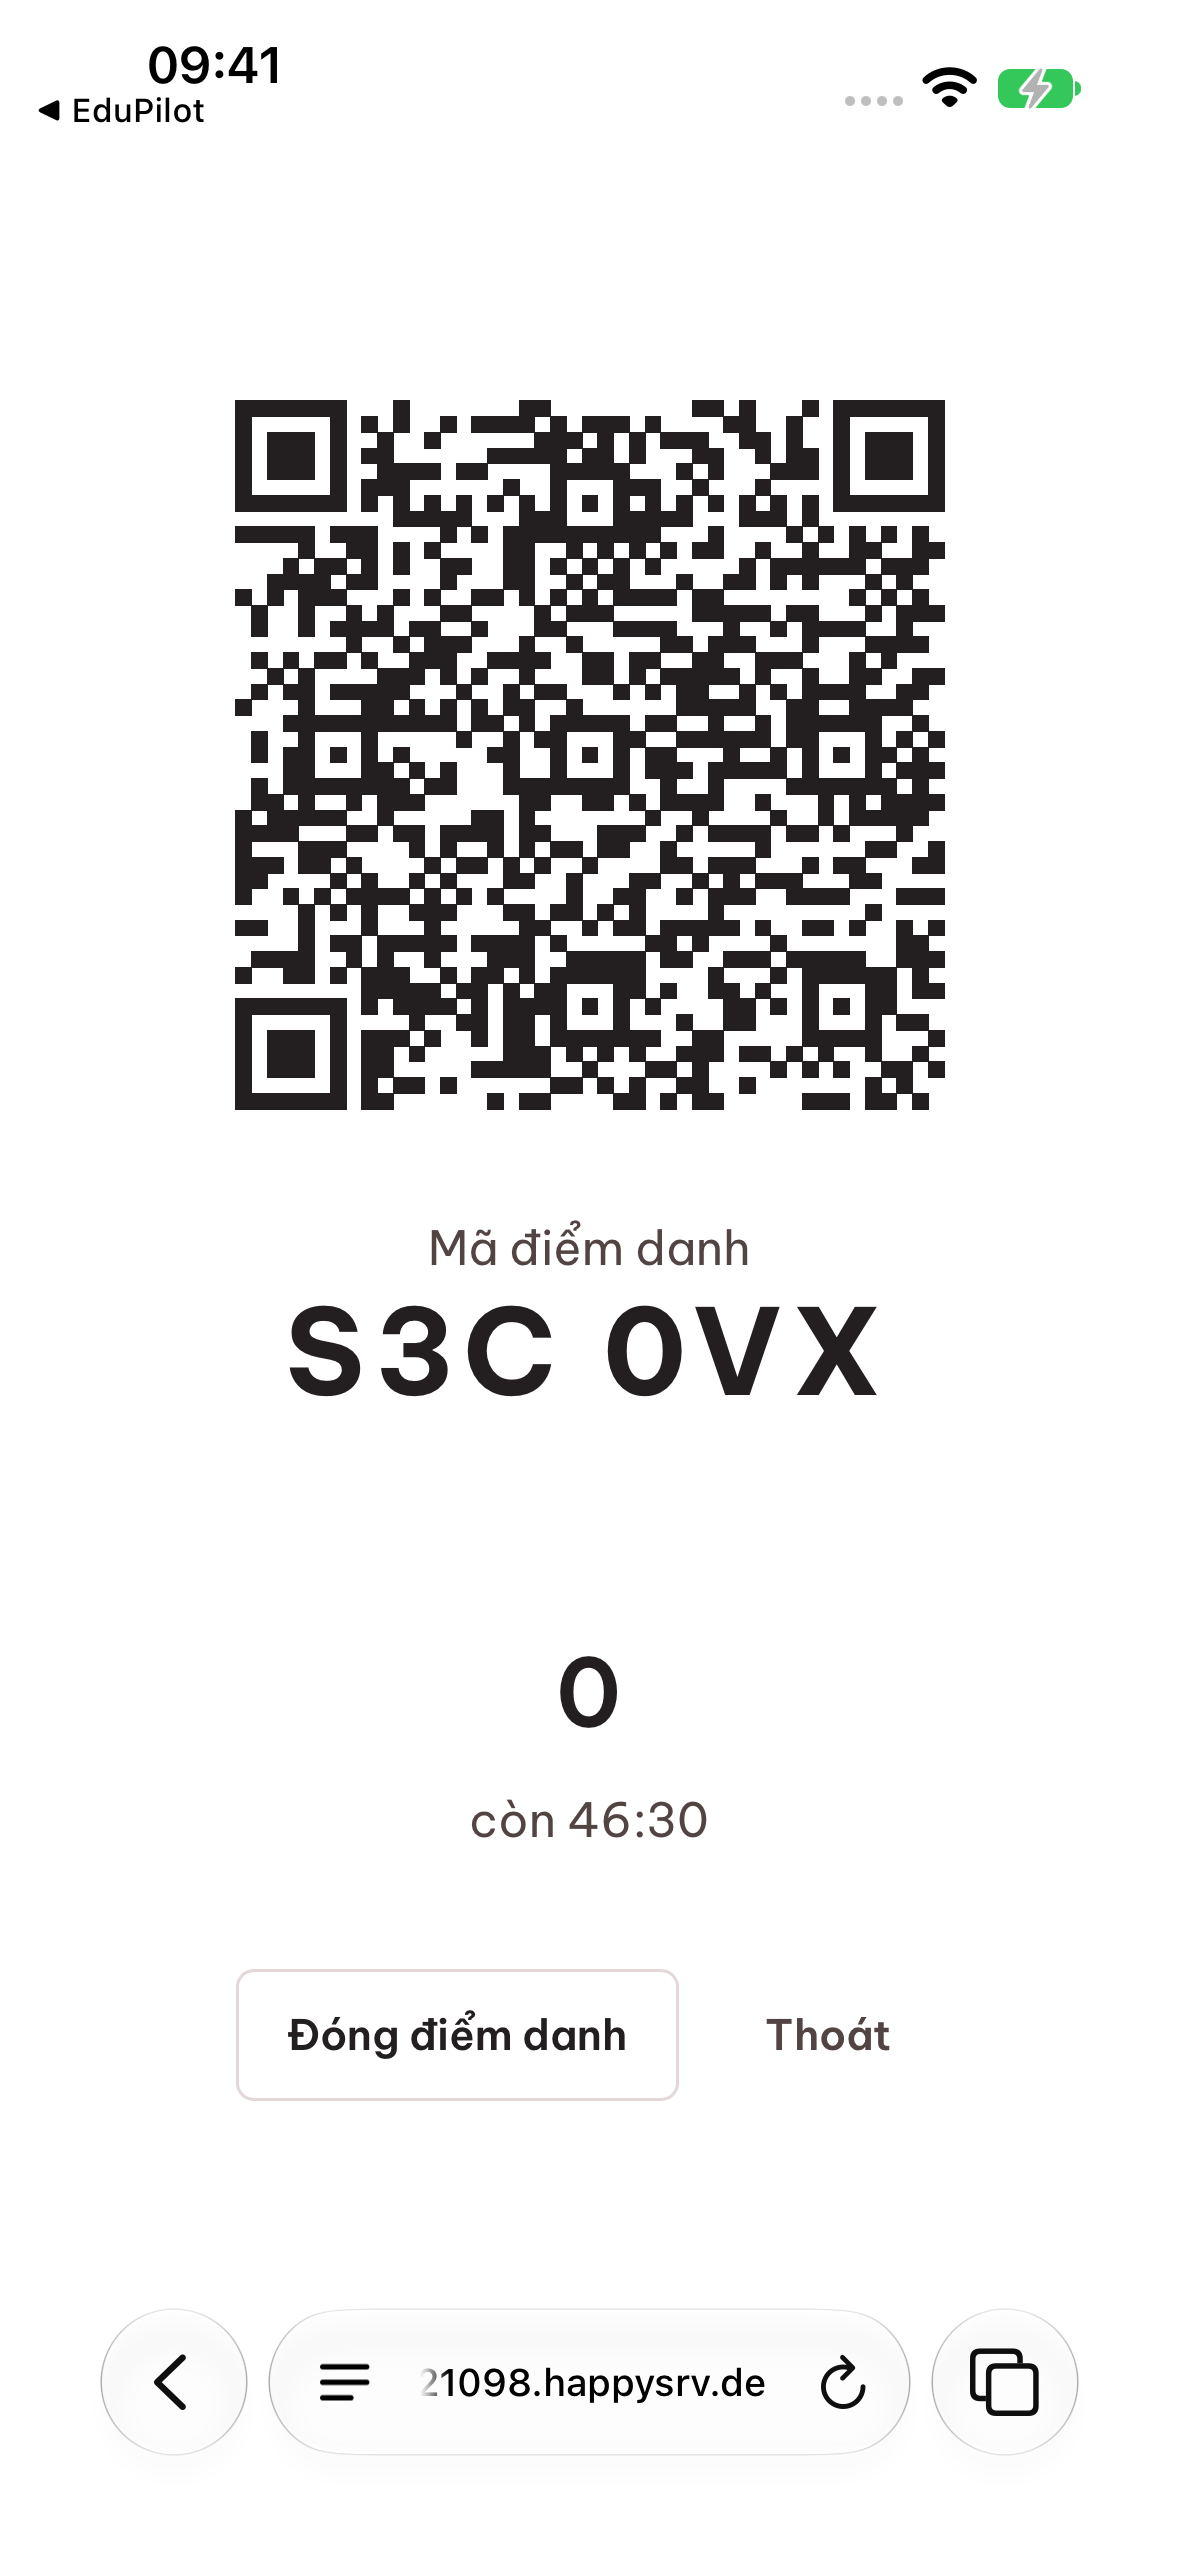 09:41
EduPilot
Mã điểm danh
S3C 0VX
0
còn 46:30
Đóng điểm danh
Thoát
21098.happysrv.de